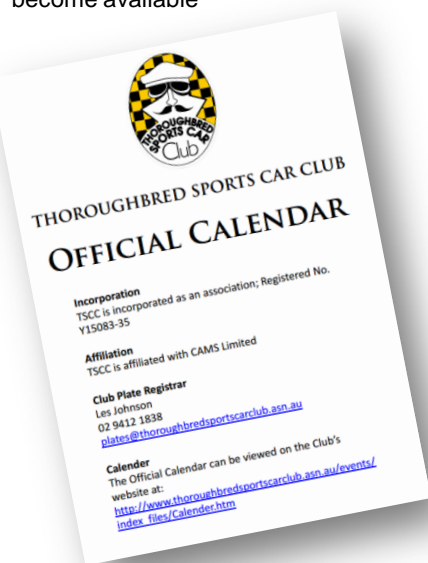 become available
THOROUGHBRED
SPORTS CAR
Club
THOROUGHBRED SPORTS CAR CLUB
OFFICIAL CALENDAR
Incorporation
TSCC is incorporated as an association; Registered No.
Y15083-35
Affiliation
TSCC is affiliated with CAMS Limited
Club Plate Registrar
Les Johnson
02 9412 1838
plates@thoroughbredsportscarclub.asn.au
Calender
The Official Calendar can be viewed on the Club's
website at:
http://www.thoroughbredsportscarclub.asn.au/events/
index_files/Calender.htm